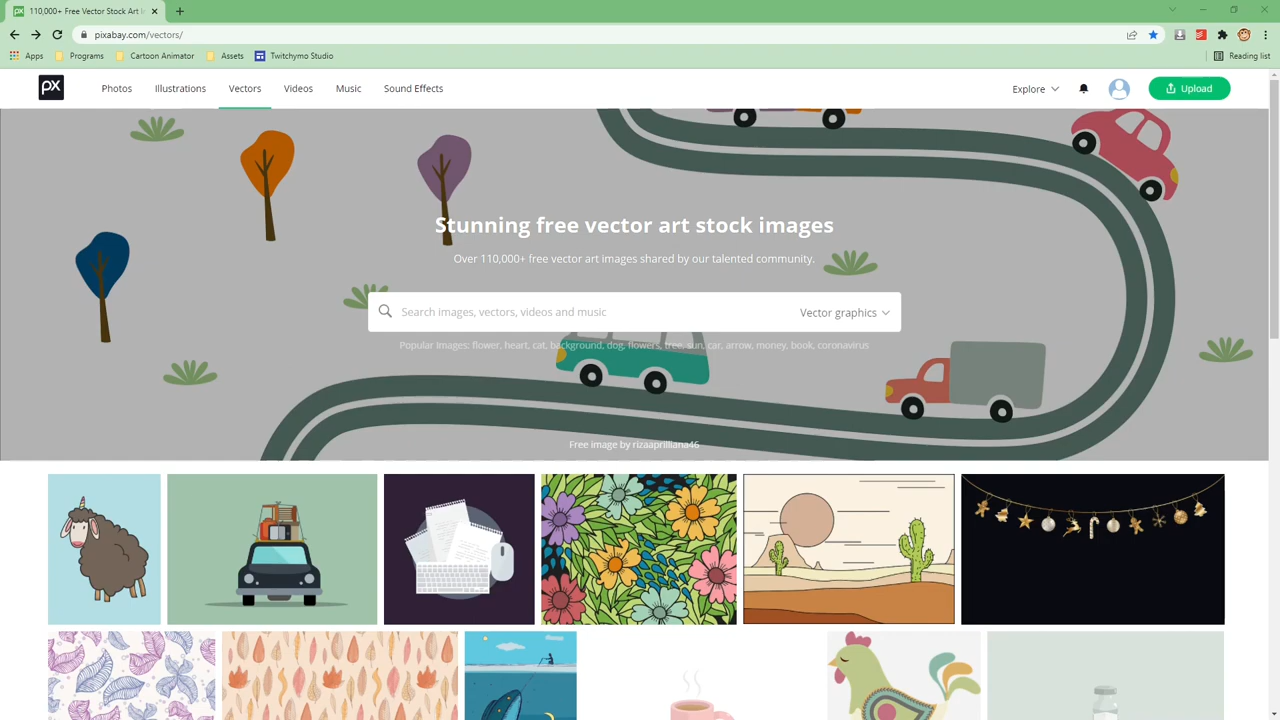 110,000+ Free Vector Stock Art I
pixabay.com/vectors/
Apps Programs Cartoon Animator Assets Twitchymo Studio Reading list
px Photos Illustrations Vectors Videos Music Sound Effects Explore Upload
Stunning free vector art stock images
Over 110,000+ free vector art images shared by our talented community.
Search images, vectors, videos and music Vector graphics
Popular Images: flower, heart, cat, background, dog, flowers, tree, sun, car, arrow, money, book, coronavirus
Free image by rizaaprilliana46